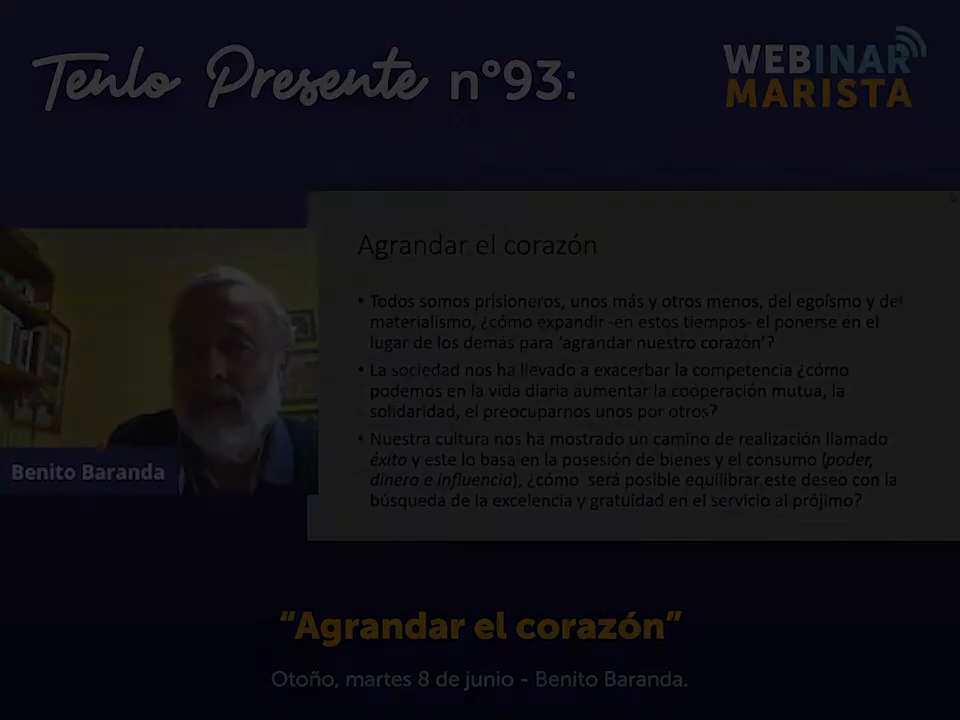 Tenlo Presente n°93:
WEBINAR
MARISTA
Agrandar el corazón
• Todos somos prisioneros, unos más y otros menos, del egoísmo y del
materialismo, ¿cómo expandir -en estos tiempos- el ponerse en el
lugar de los demás para ‘agrandar nuestro corazón’?
• La sociedad nos ha llevado a exacerbar la competencia ¿cómo
podemos en la vida diaria aumentar la cooperación mutua, la
solidaridad, el preocuparnos unos por otros?
• Nuestra cultura nos ha mostrado un camino de realización llamado
éxito y este lo basa en la posesión de bienes y el consumo (poder,
dinero e influencia), ¿cómo será posible equilibrar este deseo con la
búsqueda de la excelencia y gratuidad en el servicio al prójimo?
Benito Baranda
“Agrandar el corazón”
Otoño, martes 8 de junio - Benito Baranda.